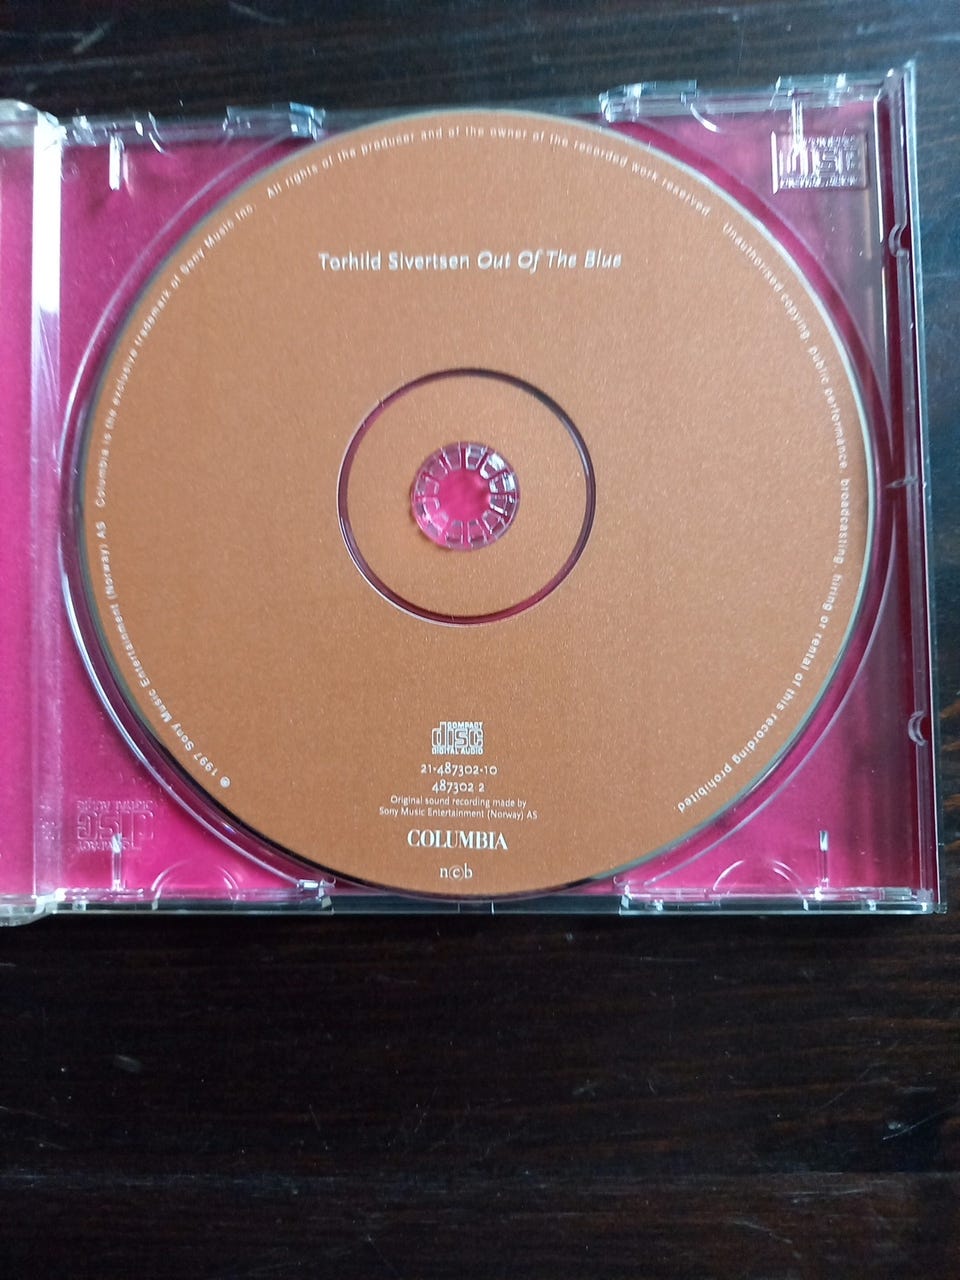 Torhild Sivertsen Out Of The Blue
COMPACT
disc
DIGITAL AUDIO
21-487302-10
487302 2
Original sound recording made by
Sony Music Entertainment (Norway) AS
COLUMBIA
n©b
℗ 1997 Sony Music Entertainment (Norway) AS Columbia is the exclusive trademark of Sony Music Inc. All rights of the producer and of the owner of the recorded work reserved. Unauthorised copying, public performance, broadcasting, hiring or rental of this recording prohibited.
disc